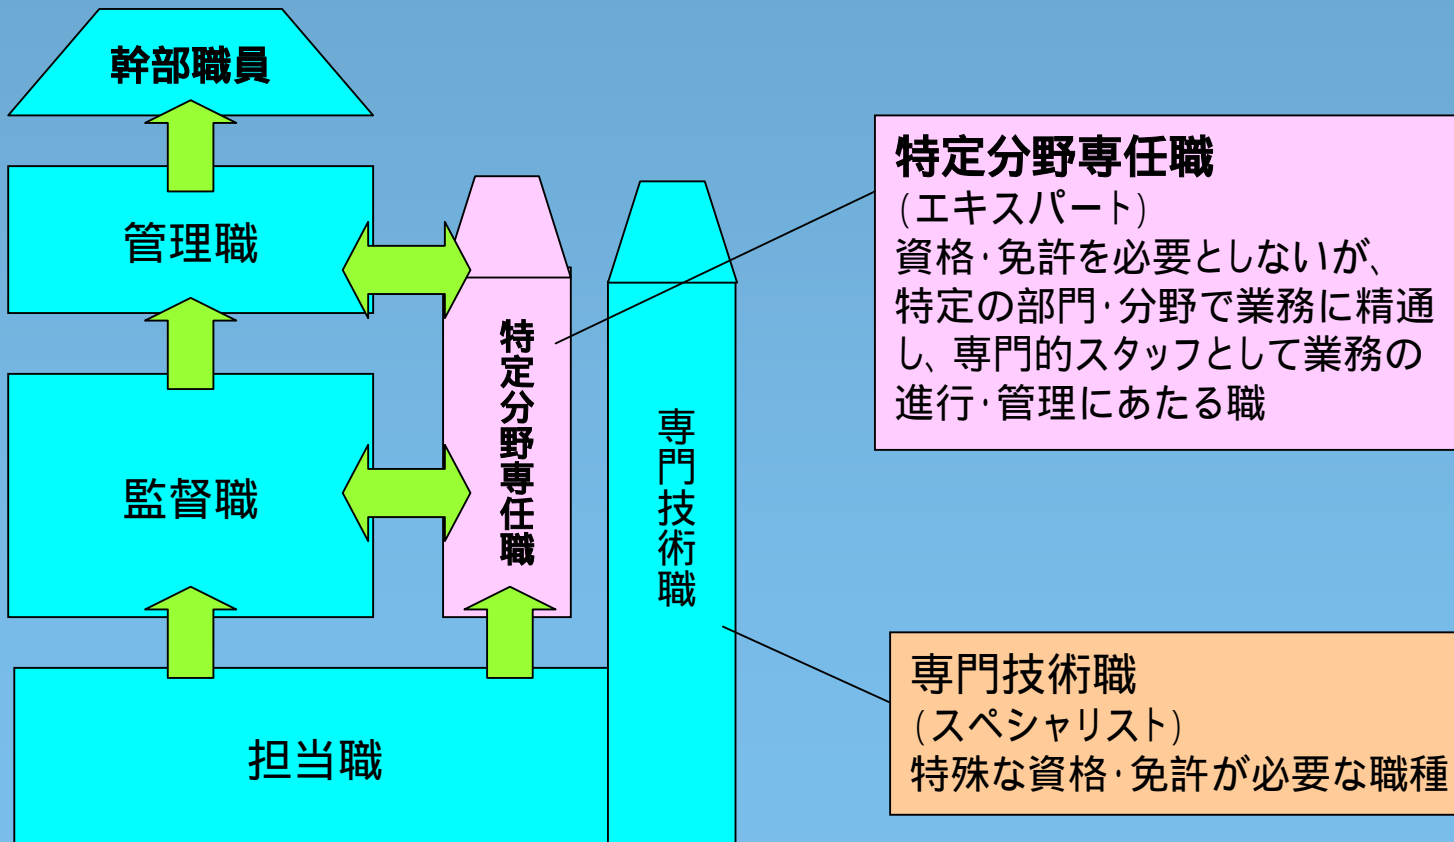 幹部職員
管理職
監督職
担当職
特定分野専任職
専門技術職
特定分野専任職
(エキスパート)
資格・免許を必要としないが、
特定の部門・分野で業務に精通
し、専門的スタッフとして業務の
進行・管理にあたる職
専門技術職
(スペシャリスト)
特殊な資格・免許が必要な職種